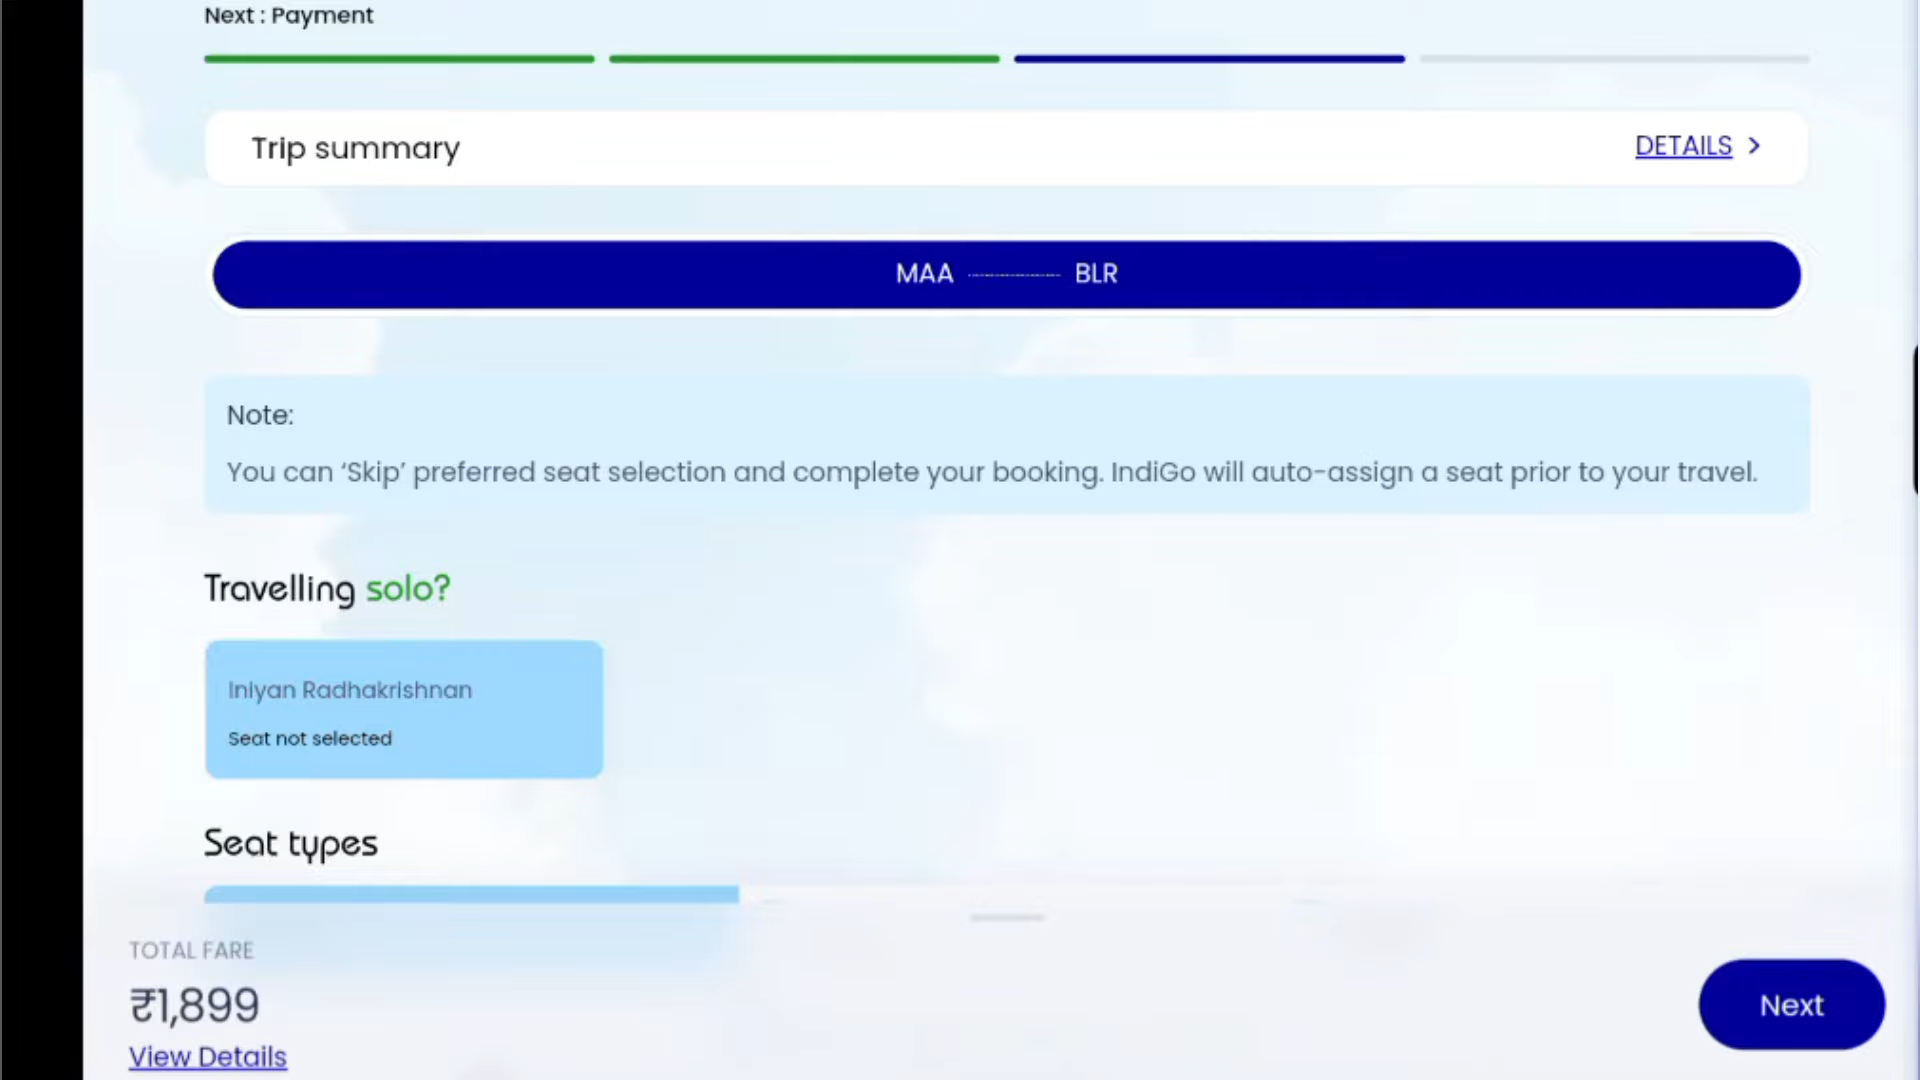 Next : Payment
Trip summary
DETAILS
MAA BLR
Note:
You can ‘Skip’ preferred seat selection and complete your booking. IndiGo will auto-assign a seat prior to your travel.
Travelling solo?
Iniyan Radhakrishnan
Seat not selected
Seat types
TOTAL FARE
₹1,899
View Details
Next